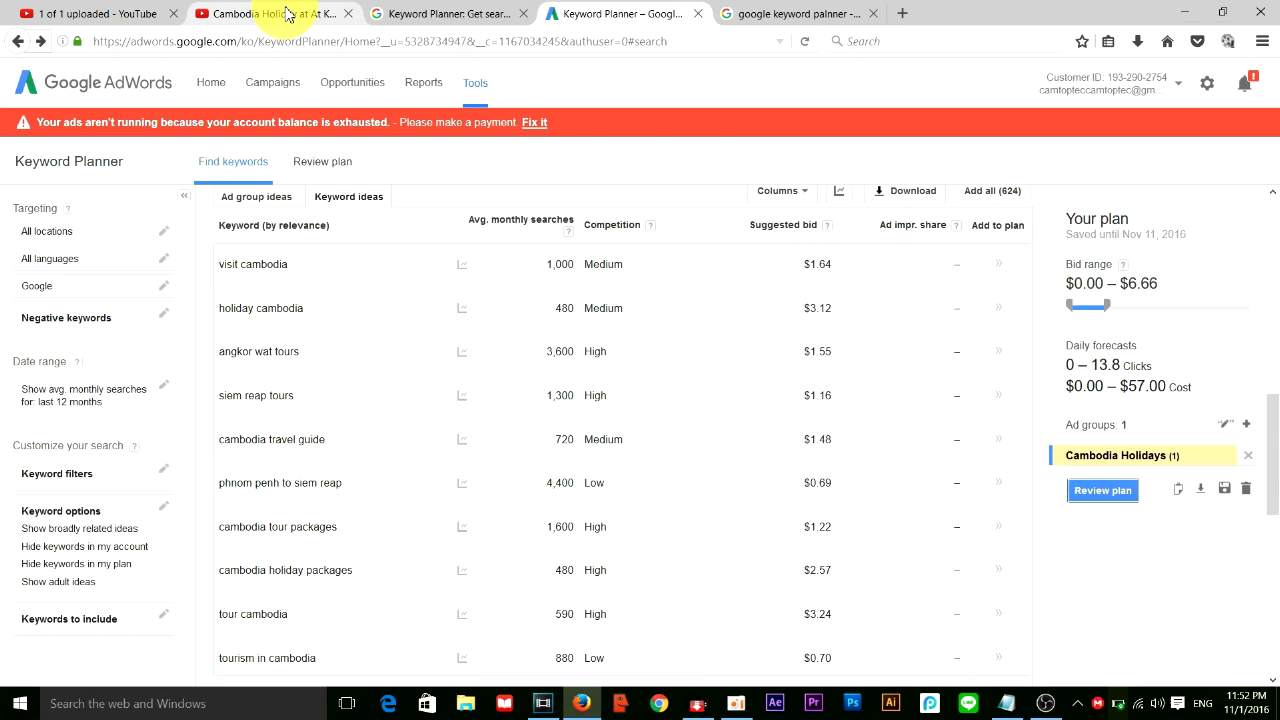 1 of 1 uploaded - YouTube
Cambodia Holiday at At K...
Keyword Planner: Get sear...
Keyword Planner – Googl...
google keyword palnner -...
https://adwords.google.com/ko/KeywordPlanner/Home?__u=5328734947&__c=1167034245&authuser=0#search
Search
Google AdWords
Home
Campaigns
Opportunities
Reports
Tools
Customer ID: 193-290-2754
camtopteccamtoptec@gm...
!
Your ads aren't running because your account balance is exhausted. - Please make a payment. Fix it
Keyword Planner
Find keywords
Review plan
Targeting ?
All locations
All languages
Google
Negative keywords
Date range ?
Show avg. monthly searches
for: last 12 months
Customize your search ?
Keyword filters
Keyword options
Show broadly related ideas
Hide keywords in my account
Hide keywords in my plan
Show adult ideas
Keywords to include
Ad group ideas
Keyword ideas
Columns
Download
Add all (624)
Keyword (by relevance)
Avg. monthly searches ?
Competition ?
Suggested bid ?
Ad impr. share ?
Add to plan
visit cambodia 1,000 Medium $1.64 – »
holiday cambodia 480 Medium $3.12 – »
angkor wat tours 3,600 High $1.55 – »
siem reap tours 1,300 High $1.16 – »
cambodia travel guide 720 Medium $1.48 – »
phnom penh to siem reap 4,400 Low $0.69 – »
cambodia tour packages 1,600 High $1.22 – »
cambodia holiday packages 480 High $2.57 – »
tour cambodia 590 High $3.24 – »
tourism in cambodia 880 Low $0.70 – »
Your plan
Saved until Nov 11, 2016
Bid range ?
$0.00 – $6.66
Daily forecasts
0 – 13.8 Clicks
$0.00 – $57.00 Cost
Ad groups: 1
Cambodia Holidays (1)
Review plan
Search the web and Windows
Ae
Pr
Ps
Ai
ENG
11:52 PM
11/1/2016